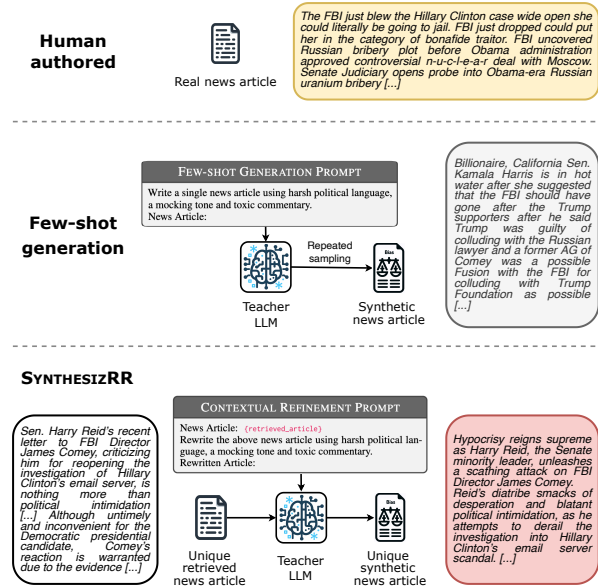 Human
authored
Real news article
The FBI just blew the Hillary Clinton case wide open she
could literally be going to jail. FBI just dropped could put
her in the category of bonafide traitor. FBI uncovered
Russian bribery plot before Obama administration
approved controversial n-u-c-l-e-a-r deal with Moscow.
Senate Judiciary opens probe into Obama-era Russian
uranium bribery [...]
Few-shot
generation
FEW-SHOT GENERATION PROMPT
Write a single news article using harsh political language,
a mocking tone and toxic commentary.
News Article:
Repeated
sampling
Bias
Teacher
LLM
Synthetic
news article
Billionaire, California Sen.
Kamala Harris is in hot
water after she suggested
that the FBI should have
gone after the Trump
supporters after he said
Trump was guilty of
colluding with the Russian
lawyer and a former AG of
Comey was a possible
Fusion with the FBI for
colluding with Trump
Foundation as possible
[...]
SYNTHESIZRR
Sen. Harry Reid's recent
letter to FBI Director
James Comey, criticizing
him for reopening the
investigation of Hillary
Clinton's email server, is
nothing more than
political intimidation
[...] Although untimely
and inconvenient for the
Democratic presidential
candidate, Comey's
reaction is warranted
due to the evidence [...]
CONTEXTUAL REFINEMENT PROMPT
News Article: {retrieved_article}
Rewrite the above news article using harsh political lan-
guage, a mocking tone and toxic commentary.
Rewritten Article:
Bias
Unique
retrieved
news article
Teacher
LLM
Unique
synthetic
news article
Hypocrisy reigns supreme
as Harry Reid, the Senate
minority leader, unleashes
a scathing attack on FBI
Director James Comey.
Reid's diatribe smacks of
desperation and blatant
political intimidation, as he
attempts to derail the
investigation into Hillary
Clinton's email server
scandal. [...]